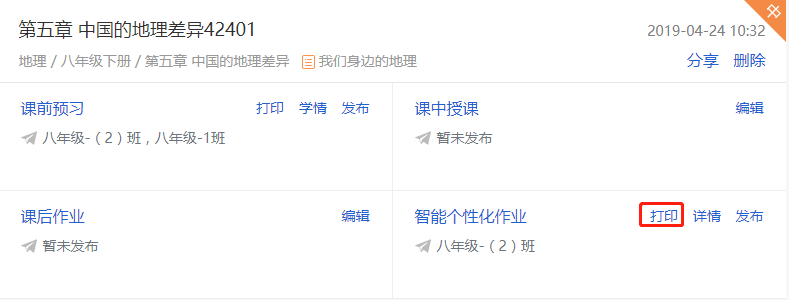 第五章 中国的地理差异42401
2019-04-24 10:32
地理 / 八年级下册 / 第五章 中国的地理差异 我们身边的地理
分享 删除
课前预习 打印 学情 发布
八年级-（2）班，八年级-1班
课中授课 编辑
暂未发布
课后作业 编辑
暂未发布
智能个性化作业 打印 详情 发布
八年级-（2）班